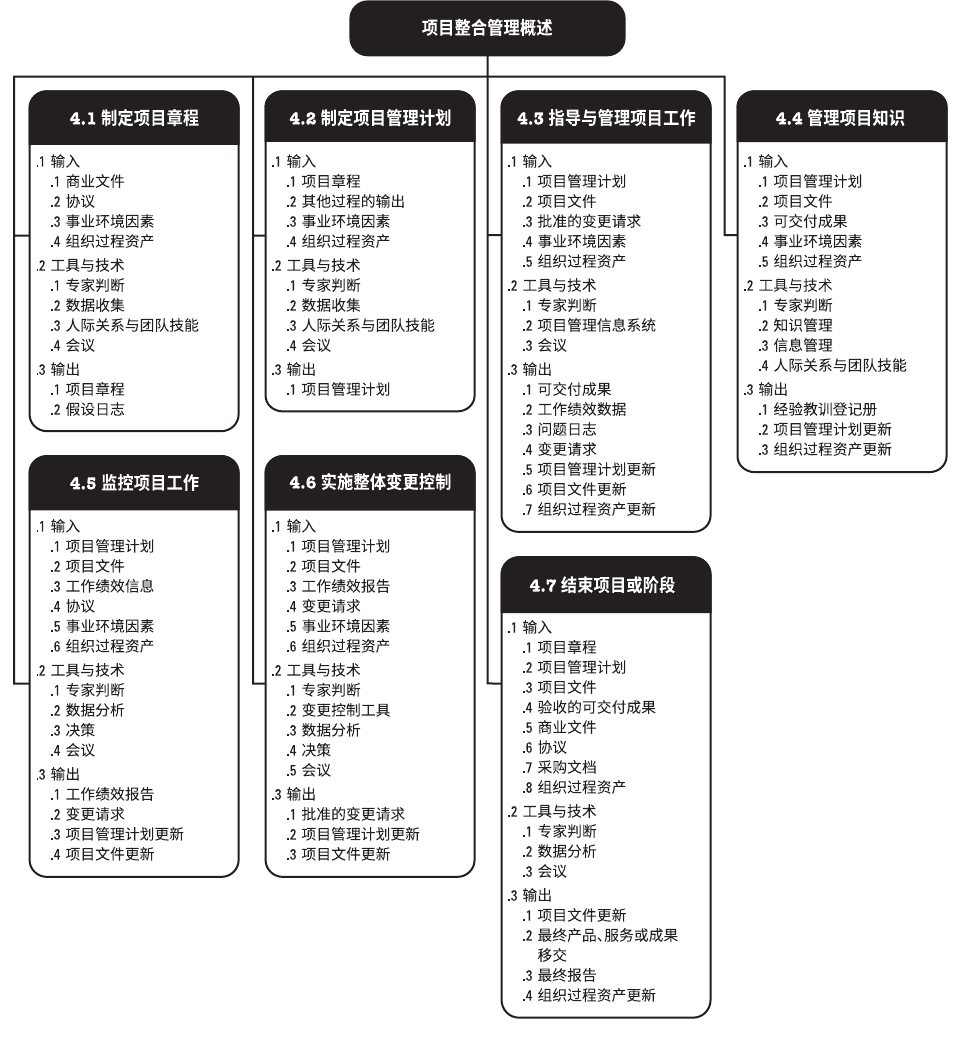 项目整合管理概述
4.1 制定项目章程
.1 输入
.1 商业文件
.2 协议
.3 事业环境因素
.4 组织过程资产
.2 工具与技术
.1 专家判断
.2 数据收集
.3 人际关系与团队技能
.4 会议
.3 输出
.1 项目章程
.2 假设日志
4.2 制定项目管理计划
.1 输入
.1 项目章程
.2 其他过程的输出
.3 事业环境因素
.4 组织过程资产
.2 工具与技术
.1 专家判断
.2 数据收集
.3 人际关系与团队技能
.4 会议
.3 输出
.1 项目管理计划
4.3 指导与管理项目工作
.1 输入
.1 项目管理计划
.2 项目文件
.3 批准的变更请求
.4 事业环境因素
.5 组织过程资产
.2 工具与技术
.1 专家判断
.2 项目管理信息系统
.3 会议
.3 输出
.1 可交付成果
.2 工作绩效数据
.3 问题日志
.4 变更请求
.5 项目管理计划更新
.6 项目文件更新
.7 组织过程资产更新
4.4 管理项目知识
.1 输入
.1 项目管理计划
.2 项目文件
.3 可交付成果
.4 事业环境因素
.5 组织过程资产
.2 工具与技术
.1 专家判断
.2 知识管理
.3 信息管理
.4 人际关系与团队技能
.3 输出
.1 经验教训登记册
.2 项目管理计划更新
.3 组织过程资产更新
4.5 监控项目工作
.1 输入
.1 项目管理计划
.2 项目文件
.3 工作绩效信息
.4 协议
.5 事业环境因素
.6 组织过程资产
.2 工具与技术
.1 专家判断
.2 数据分析
.3 决策
.4 会议
.3 输出
.1 工作绩效报告
.2 变更请求
.3 项目管理计划更新
.4 项目文件更新
4.6 实施整体变更控制
.1 输入
.1 项目管理计划
.2 项目文件
.3 工作绩效报告
.4 变更请求
.5 事业环境因素
.6 组织过程资产
.2 工具与技术
.1 专家判断
.2 变更控制工具
.3 数据分析
.4 决策
.5 会议
.3 输出
.1 批准的变更请求
.2 项目管理计划更新
.3 项目文件更新
4.7 结束项目或阶段
.1 输入
.1 项目章程
.2 项目管理计划
.3 项目文件
.4 验收的可交付成果
.5 商业文件
.6 协议
.7 采购文档
.8 组织过程资产
.2 工具与技术
.1 专家判断
.2 数据分析
.3 会议
.3 输出
.1 项目文件更新
.2 最终产品、服务或成果
移交
.3 最终报告
.4 组织过程资产更新